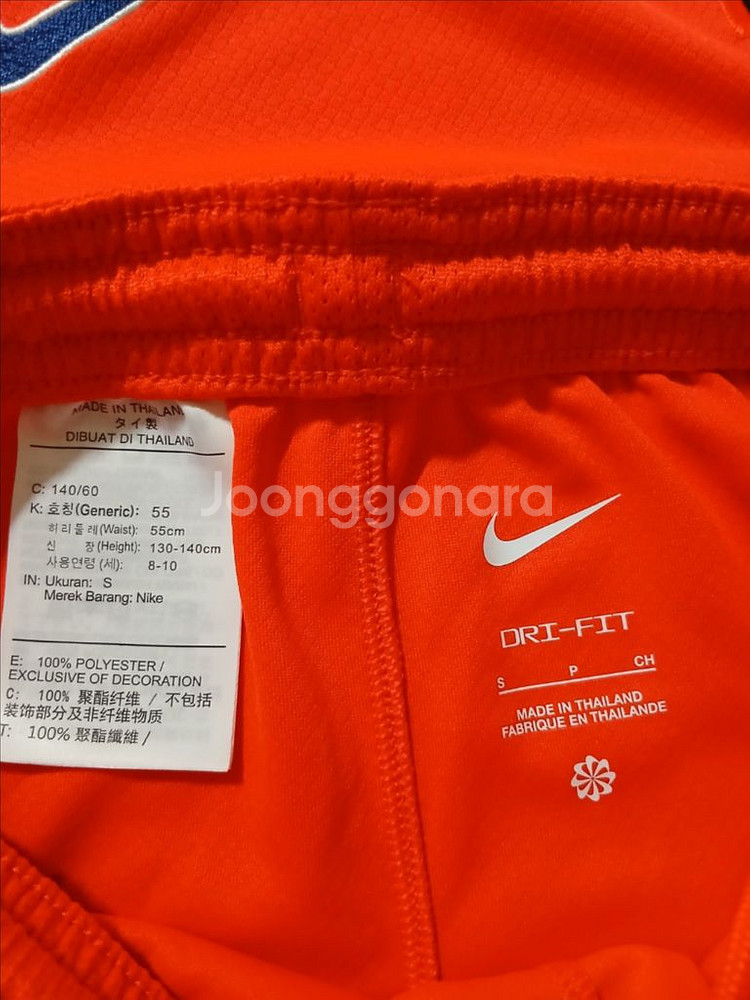 MADE IN THAILAND
タイ製
DIBUAT DI THAILAND
C: 140/60
K: 호칭(Generic): 55
허리둘레(Waist): 55cm
신 장(Height): 130-140cm
사용연령 (세): 8-10
IN: Ukuran: S
Merek Barang: Nike
E: 100% POLYESTER /
EXCLUSIVE OF DECORATION
C: 100% 聚酯纤维 / 不包括
装饰部分及非纤维物质
T: 100% 聚酯纖維 /
Joonggonara
DRI-FIT
S P CH
MADE IN THAILAND
FABRIQUE EN THAILANDE